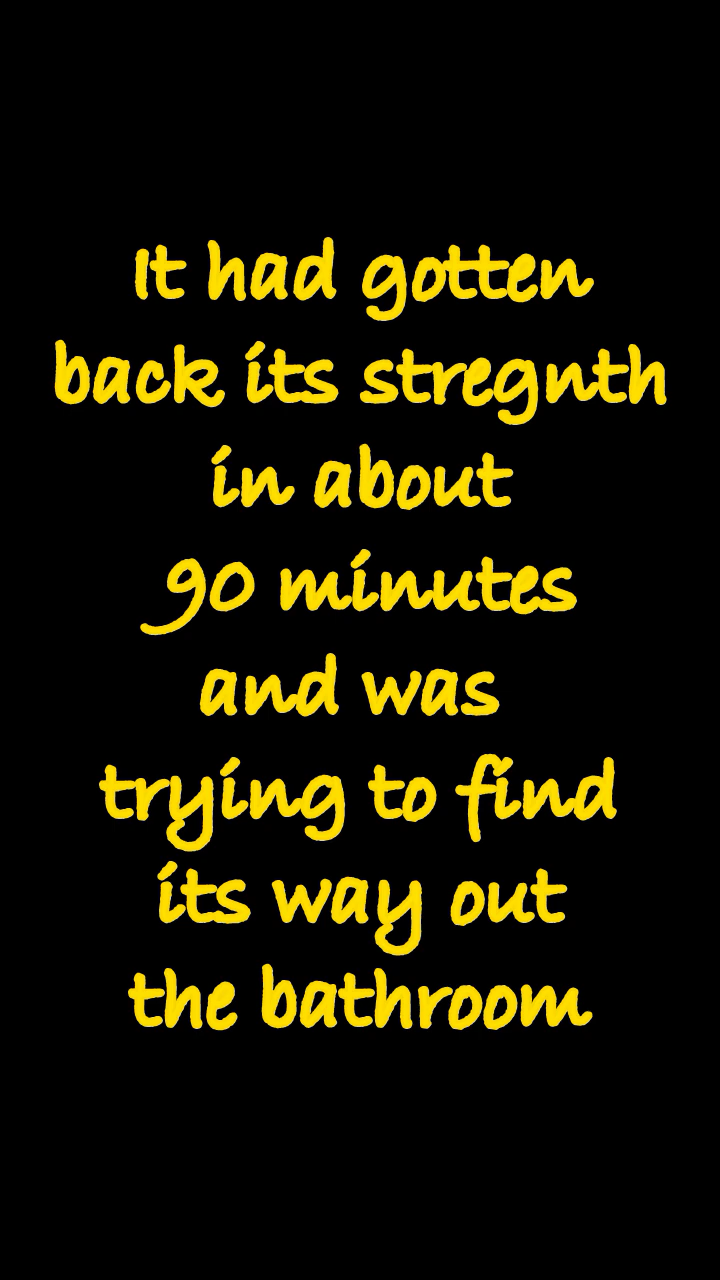 It had gotten
back its stregnth
in about
90 minutes
and was
trying to find
its way out
the bathroom